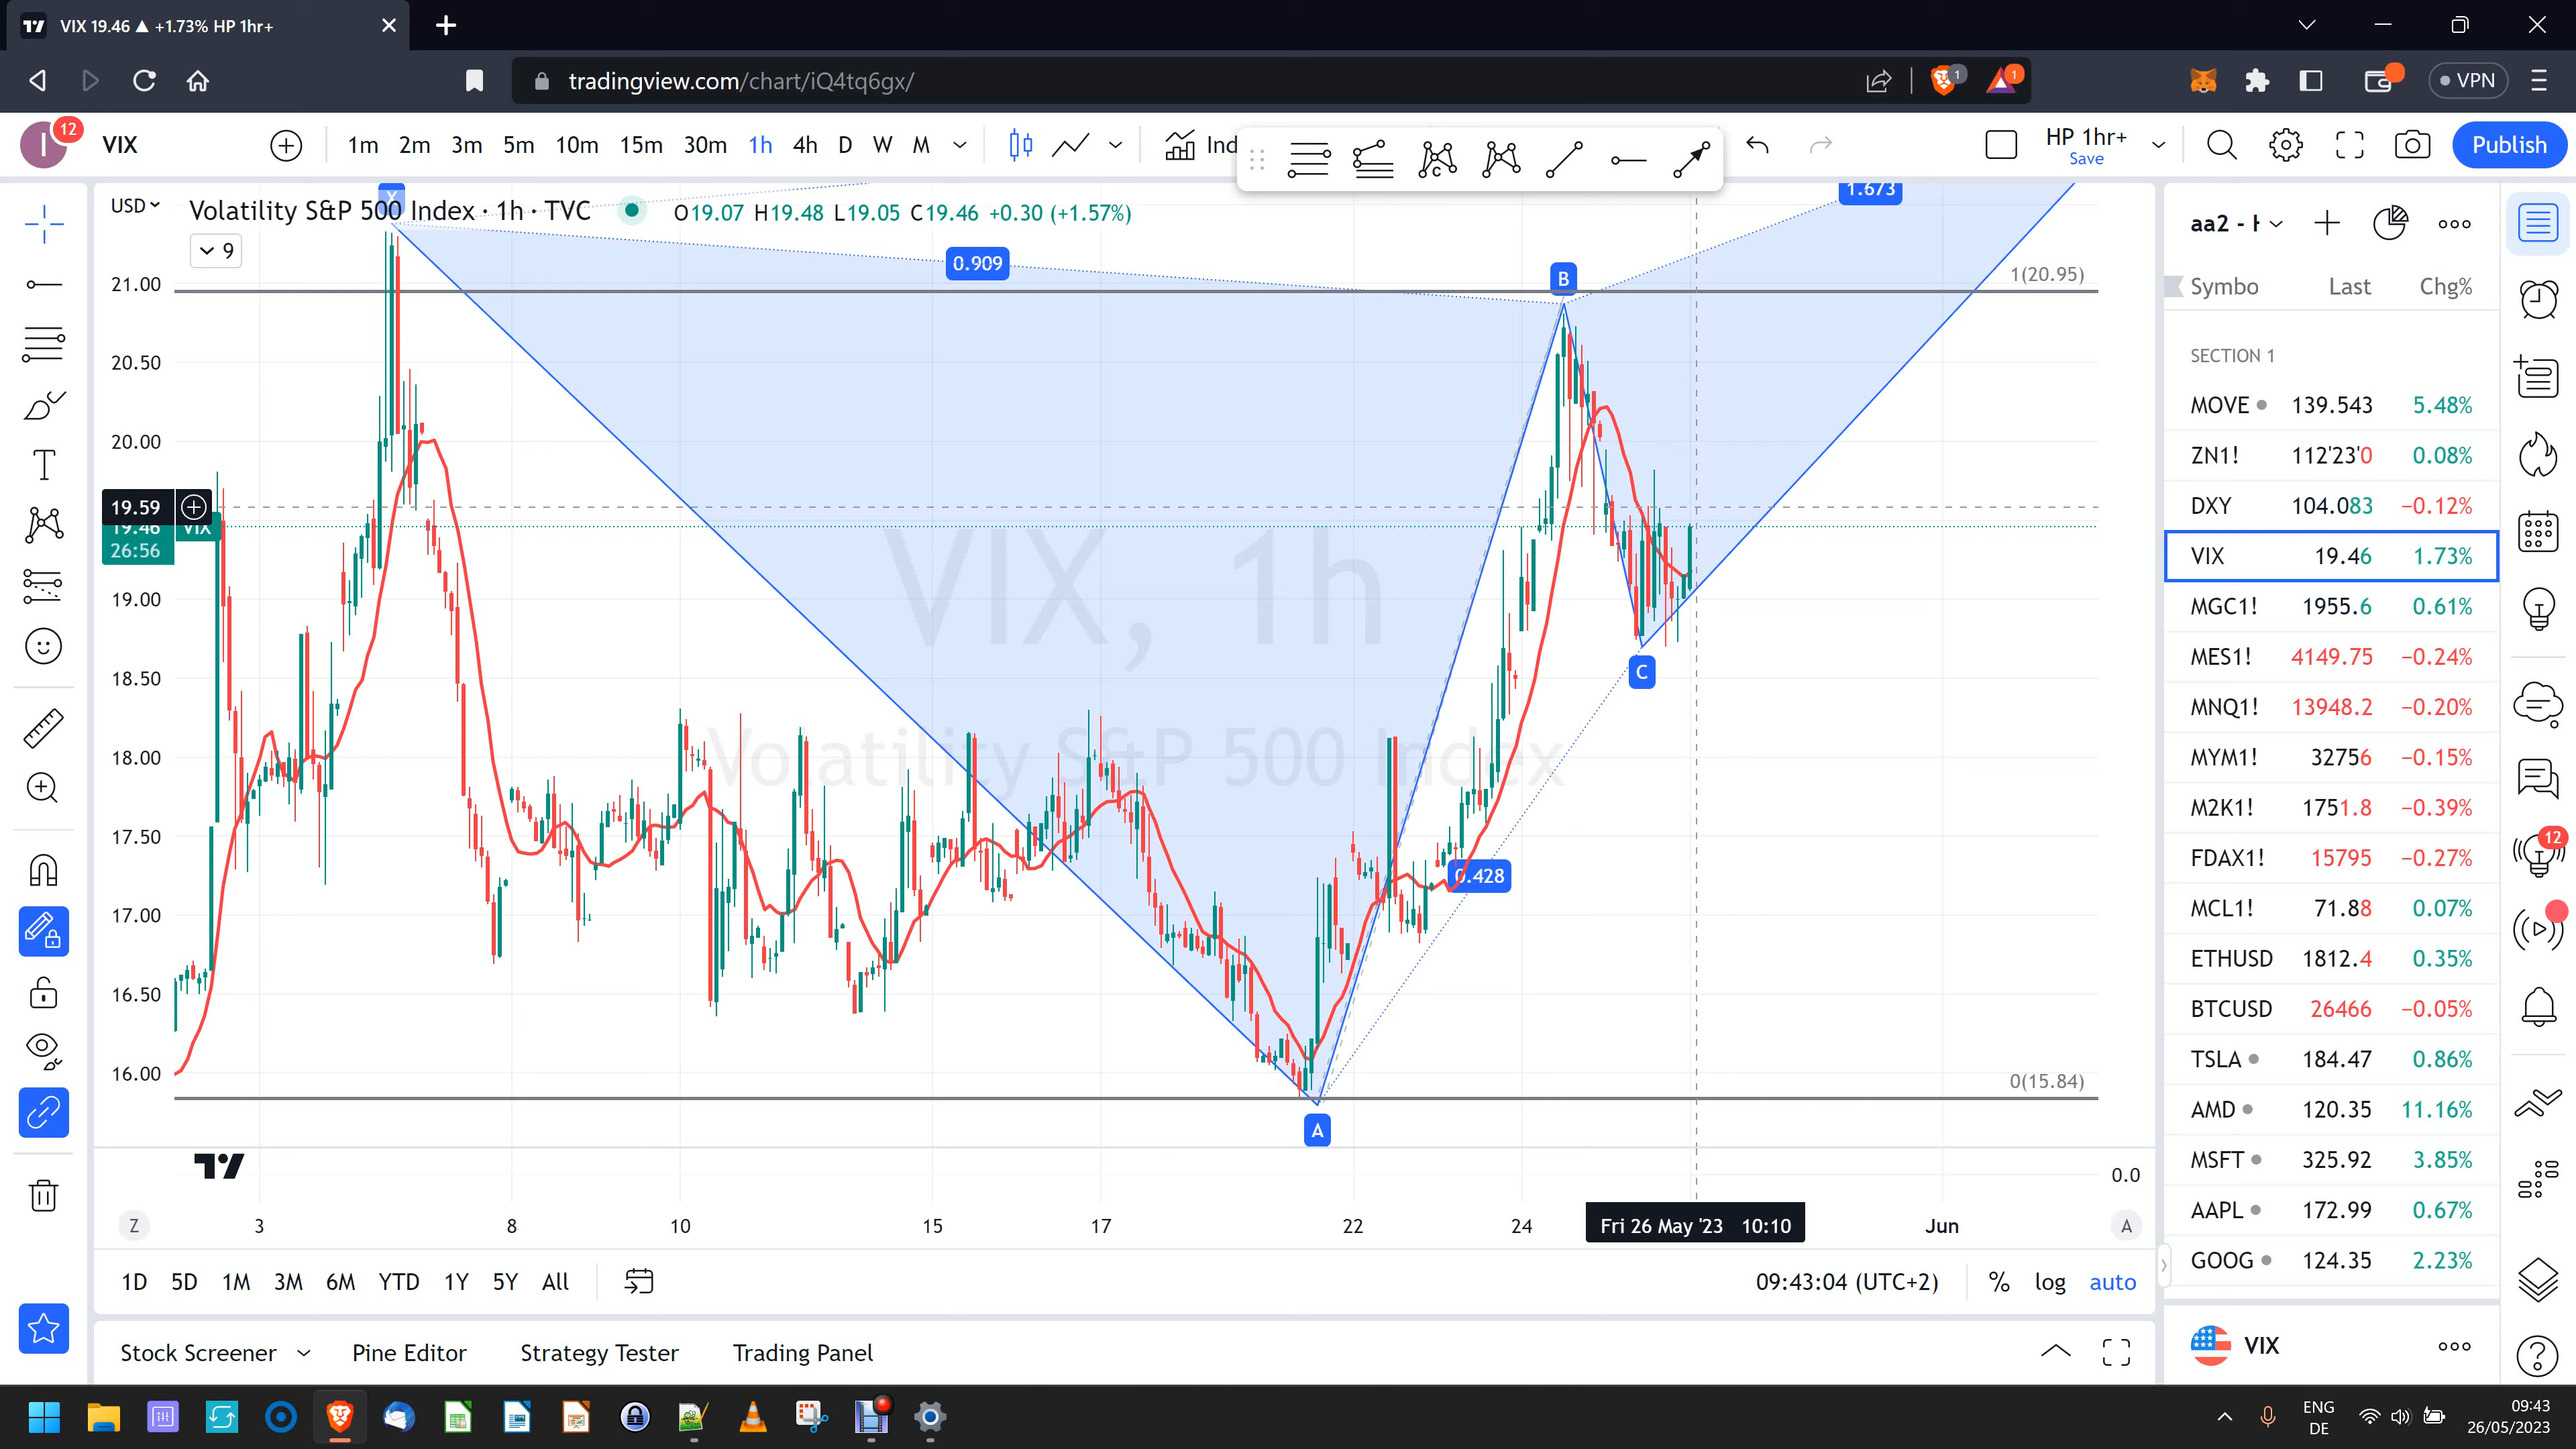 VIX 19.46 ▲ +1.73% HP 1hr+
tradingview.com/chart/iQ4tq6gx/
1
1
VPN
I
12
VIX
1m 2m 3m 5m 10m 15m 30m 1h 4h D W M
Ind
HP 1hr+
Save
Publish
USD
X
Volatility S&P 500 Index · 1h · TVC
O19.07 H19.48 L19.05 C19.46 +0.30 (+1.57%)
9
0.909
1.673
B
1(20.95)
21.00
20.50
20.00
19.59
19.46 VIX
26:56
19.00
18.50
18.00
17.50
17.00
16.50
16.00
VIX, 1h
Volatility S&P 500 Index
C
0.428
0(15.84)
A
0.0
Z
3 8 10 15 17 22 24
Fri 26 May '23 10:10
Jun
A
1D 5D 1M 3M 6M YTD 1Y 5Y All
09:43:04 (UTC+2)
% log auto
Stock Screener Pine Editor Strategy Tester Trading Panel
aa2 -
Symbo Last Chg%
SECTION 1
MOVE 139.543 5.48%
ZN1! 112'23'0 0.08%
DXY 104.083 −0.12%
VIX 19.46 1.73%
MGC1! 1955.6 0.61%
MES1! 4149.75 −0.24%
MNQ1! 13948.2 −0.20%
MYM1! 32756 −0.15%
M2K1! 1751.8 −0.39%
FDAX1! 15795 −0.27%
MCL1! 71.88 0.07%
ETHUSD 1812.4 0.35%
BTCUSD 26466 −0.05%
TSLA 184.47 0.86%
AMD 120.35 11.16%
MSFT 325.92 3.85%
AAPL 172.99 0.67%
GOOG 124.35 2.23%
VIX
12
ENG
DE
09:43
26/05/2023